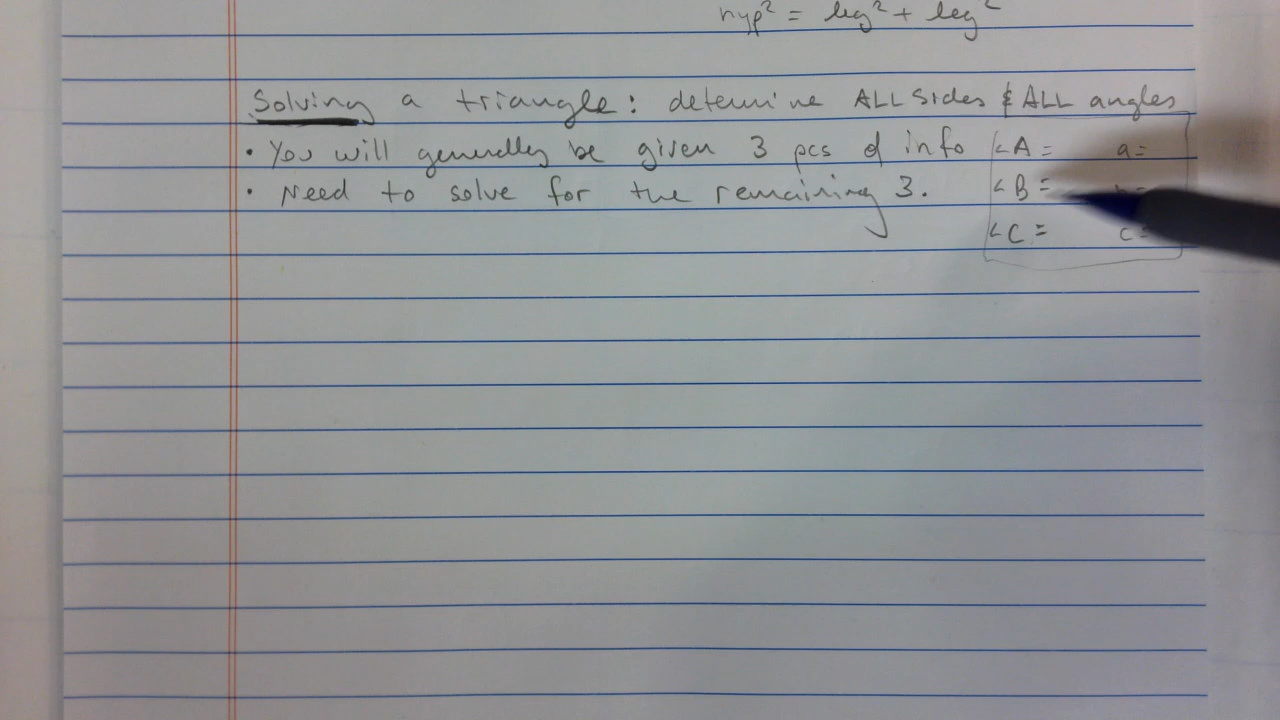 hyp² = leg² + leg²
Solving a triangle: determine ALL sides & ALL angles
• You will generally be given 3 pcs of info ∠A = a=
• Need to solve for the remaining 3. ∠B = b=
∠C = c=